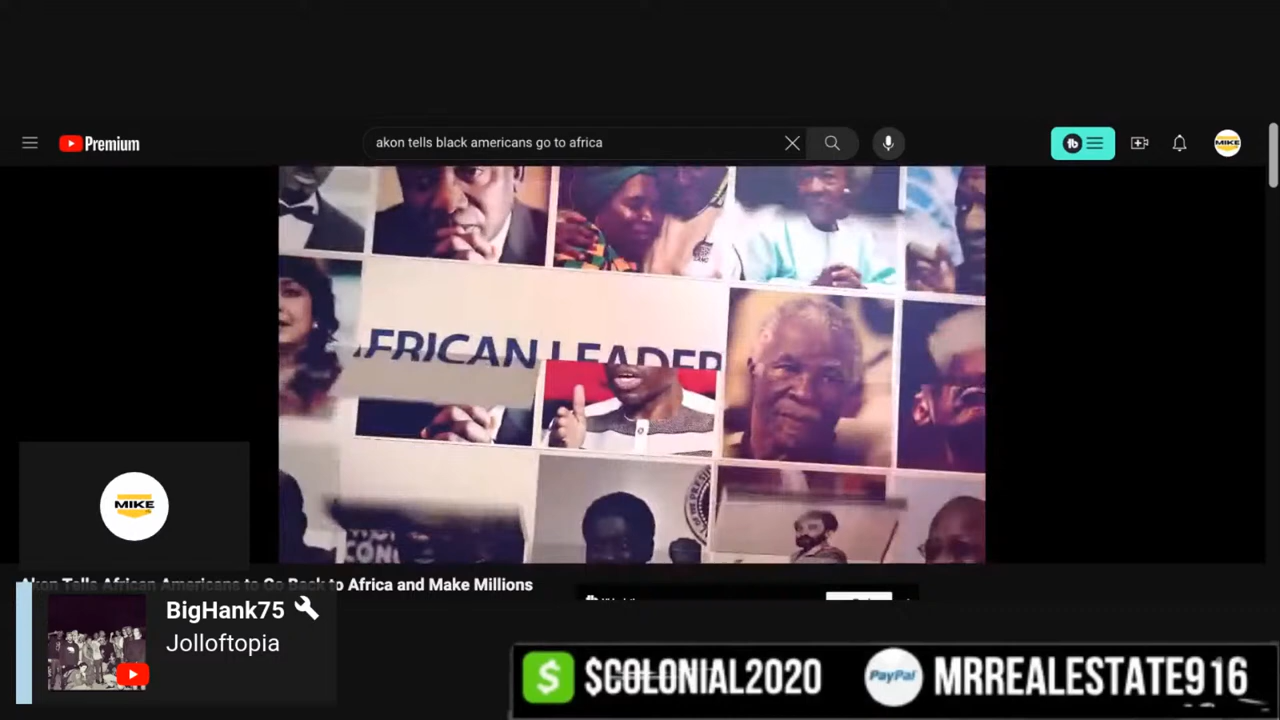 Premium
akon tells black americans go to africa
MIKE
AFRICAN LEADER
MIKE
Akon Tells African Americans to Go Back to Africa and Make Millions
BigHank75
Jolloftopia
$ $COLONIAL2020
PayPal MRREALESTATE916